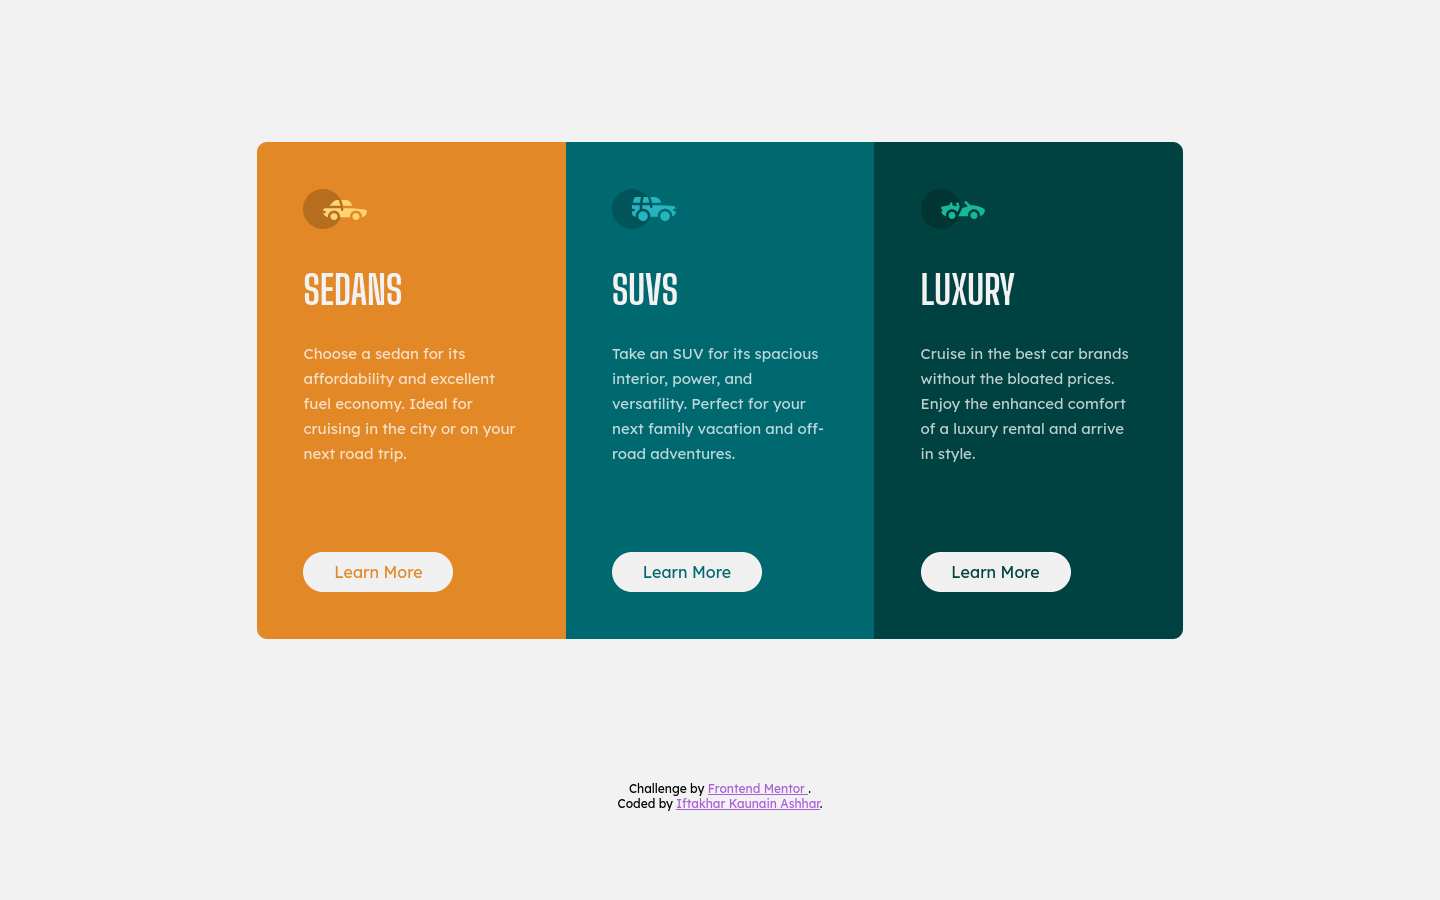 SEDANS
Choose a sedan for its
affordability and excellent
fuel economy. Ideal for
cruising in the city or on your
next road trip.
Learn More
SUVS
Take an SUV for its spacious
interior, power, and
versatility. Perfect for your
next family vacation and off-
road adventures.
Learn More
LUXURY
Cruise in the best car brands
without the bloated prices.
Enjoy the enhanced comfort
of a luxury rental and arrive
in style.
Learn More
Challenge by Frontend Mentor .
Coded by Iftakhar Kaunain Ashhar.